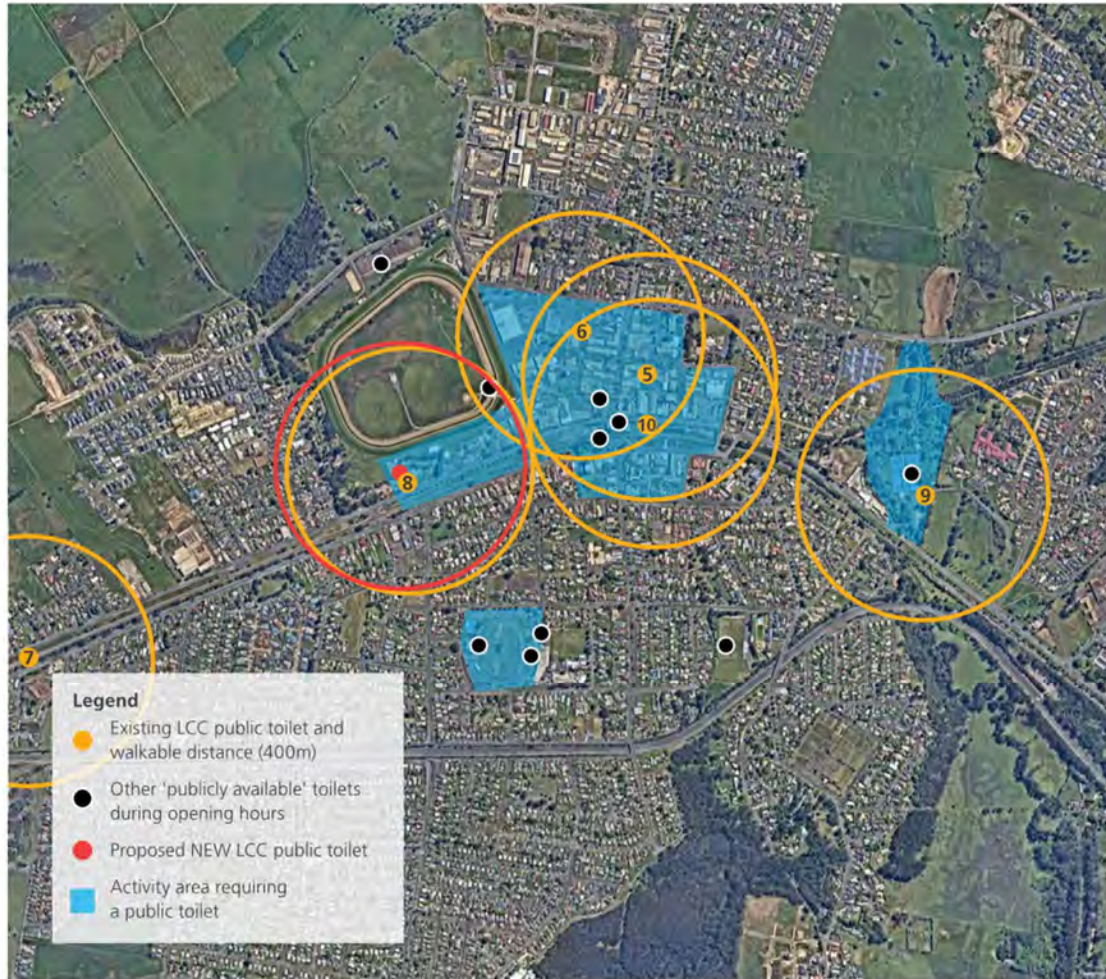 6
5
10
8
9
7
Legend
Existing LCC public toilet and
walkable distance (400m)
Other 'publicly available' toilets
during opening hours
Proposed NEW LCC public toilet
Activity area requiring
a public toilet